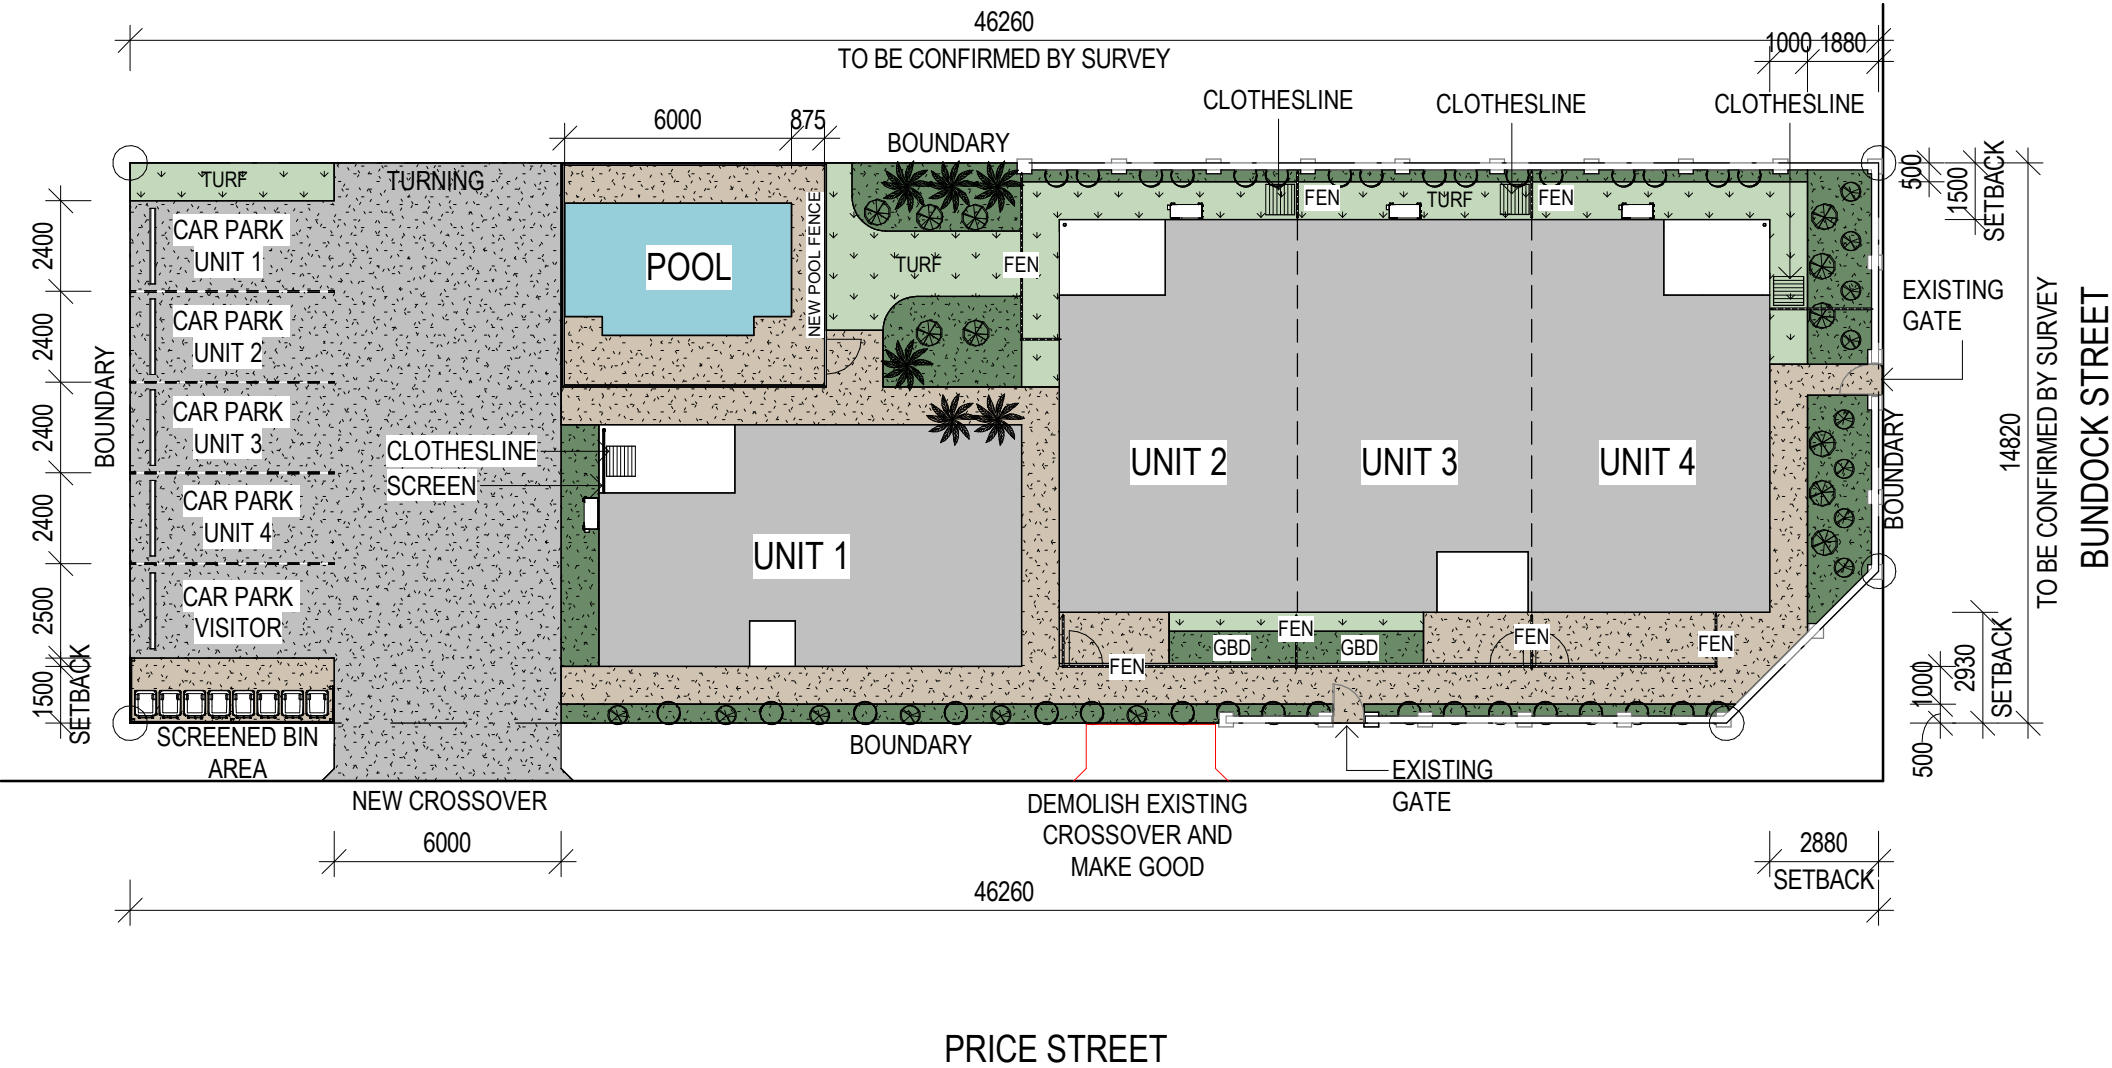 46260
TO BE CONFIRMED BY SURVEY
1000 1880
CLOTHESLINE
CLOTHESLINE
CLOTHESLINE
6000
875
BOUNDARY
TURF
TURNING
FEN
TURF
FEN
500
1500
SETBACK
2400
CAR PARK
UNIT 1
POOL
NEW POOL FENCE
TURF
FEN
EXISTING
GATE
2400
CAR PARK
UNIT 2
BOUNDARY
2400
CAR PARK
UNIT 3
CLOTHESLINE
SCREEN
UNIT 2
UNIT 3
UNIT 4
BOUNDARY
14820
TO BE CONFIRMED BY SURVEY
BUNDOCK STREET
2400
CAR PARK
UNIT 4
UNIT 1
2500
CAR PARK
VISITOR
FEN
GBD
GBD
FEN
FEN
FEN
1500
SETBACK
1000
2930
SETBACK
500
SCREENED BIN
AREA
BOUNDARY
EXISTING
GATE
NEW CROSSOVER
DEMOLISH EXISTING
CROSSOVER AND
MAKE GOOD
6000
2880
SETBACK
46260
PRICE STREET